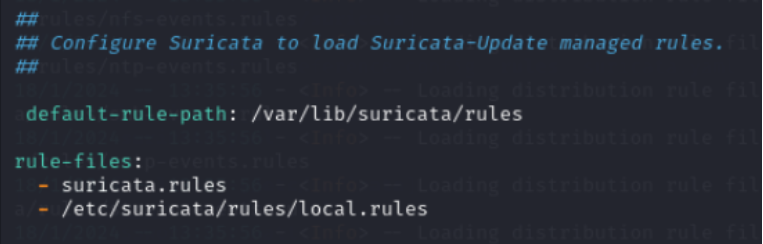 ##
## Configure Suricata to load Suricata-Update managed rules.
##
default-rule-path: /var/lib/suricata/rules
rule-files:
- suricata.rules
- /etc/suricata/rules/local.rules